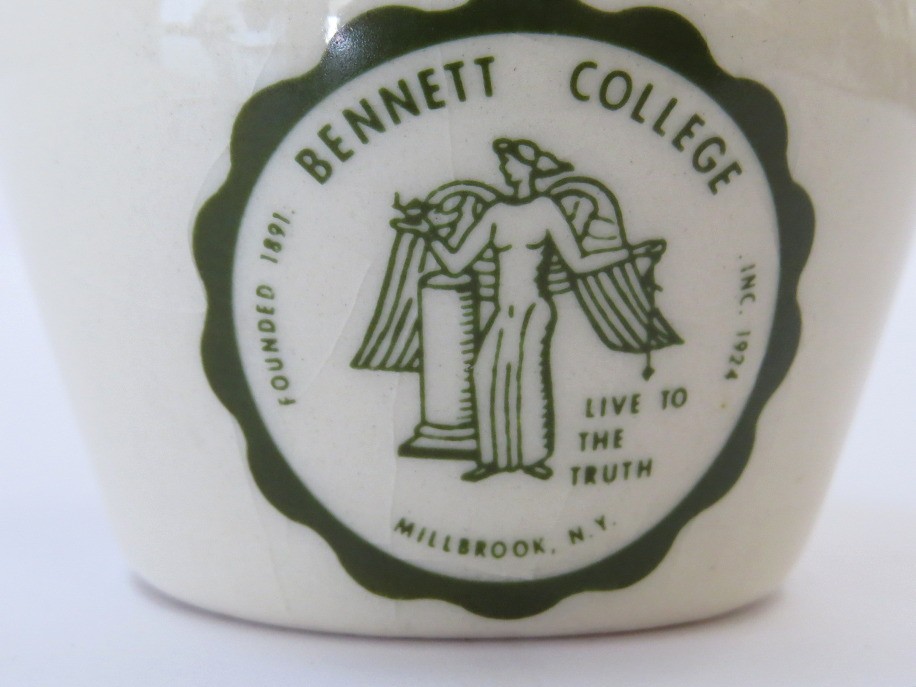 BENNETT COLLEGE
FOUNDED 1891.
.INC. 1924
LIVE TO
THE
TRUTH
MILLBROOK, N.Y.